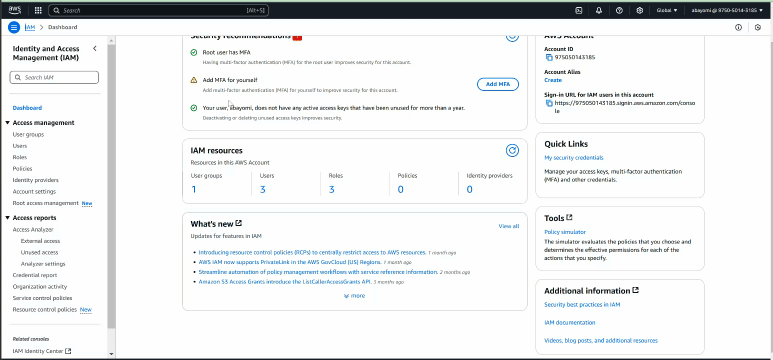 aws
Search
[Alt+S]
Global
abayomi @ 9750-5014-3185
IAM
Dashboard
Identity and Access
Management (IAM)
Search IAM
Dashboard
Access management
User groups
Users
Roles
Policies
Identity providers
Account settings
Root access management New
Access reports
Access Analyzer
External access
Unused access
Analyzer settings
Credential report
Organization activity
Service control policies
Resource control policies New
Related consoles
IAM Identity Center
Security recommendations
Root user has MFA
Having multi-factor authentication (MFA) for the root user improves security for this account.
Add MFA for yourself
Add multi-factor authentication (MFA) for yourself to improve security for this account.
Add MFA
Your user, abayomi, does not have any active access keys that have been unused for more than a year.
Deactivating or deleting unused access keys improves security.
IAM resources
Resources in this AWS Account
User groups
Users
Roles
Policies
Identity providers
1
3
3
0
0
What's new
View all
Updates for features in IAM
Introducing resource control policies (RCPs) to centrally restrict access to AWS resources. 1 month ago
AWS IAM now supports PrivateLink in the AWS GovCloud (US) Regions. 1 month ago
Streamline automation of policy management workflows with service reference information. 2 months ago
Amazon S3 Access Grants introduce the ListCallerAccessGrants API. 3 months ago
more
AWS Account
Account ID
975050143185
Account Alias
Create
Sign-in URL for IAM users in this account
https://975050143185.signin.aws.amazon.com/conso
le
Quick Links
My security credentials
Manage your access keys, multi-factor authentication
(MFA) and other credentials.
Tools
Policy simulator
The simulator evaluates the policies that you choose and
determines the effective permissions for each of the
actions that you specify.
Additional information
Security best practices in IAM
IAM documentation
Videos, blog posts, and additional resources